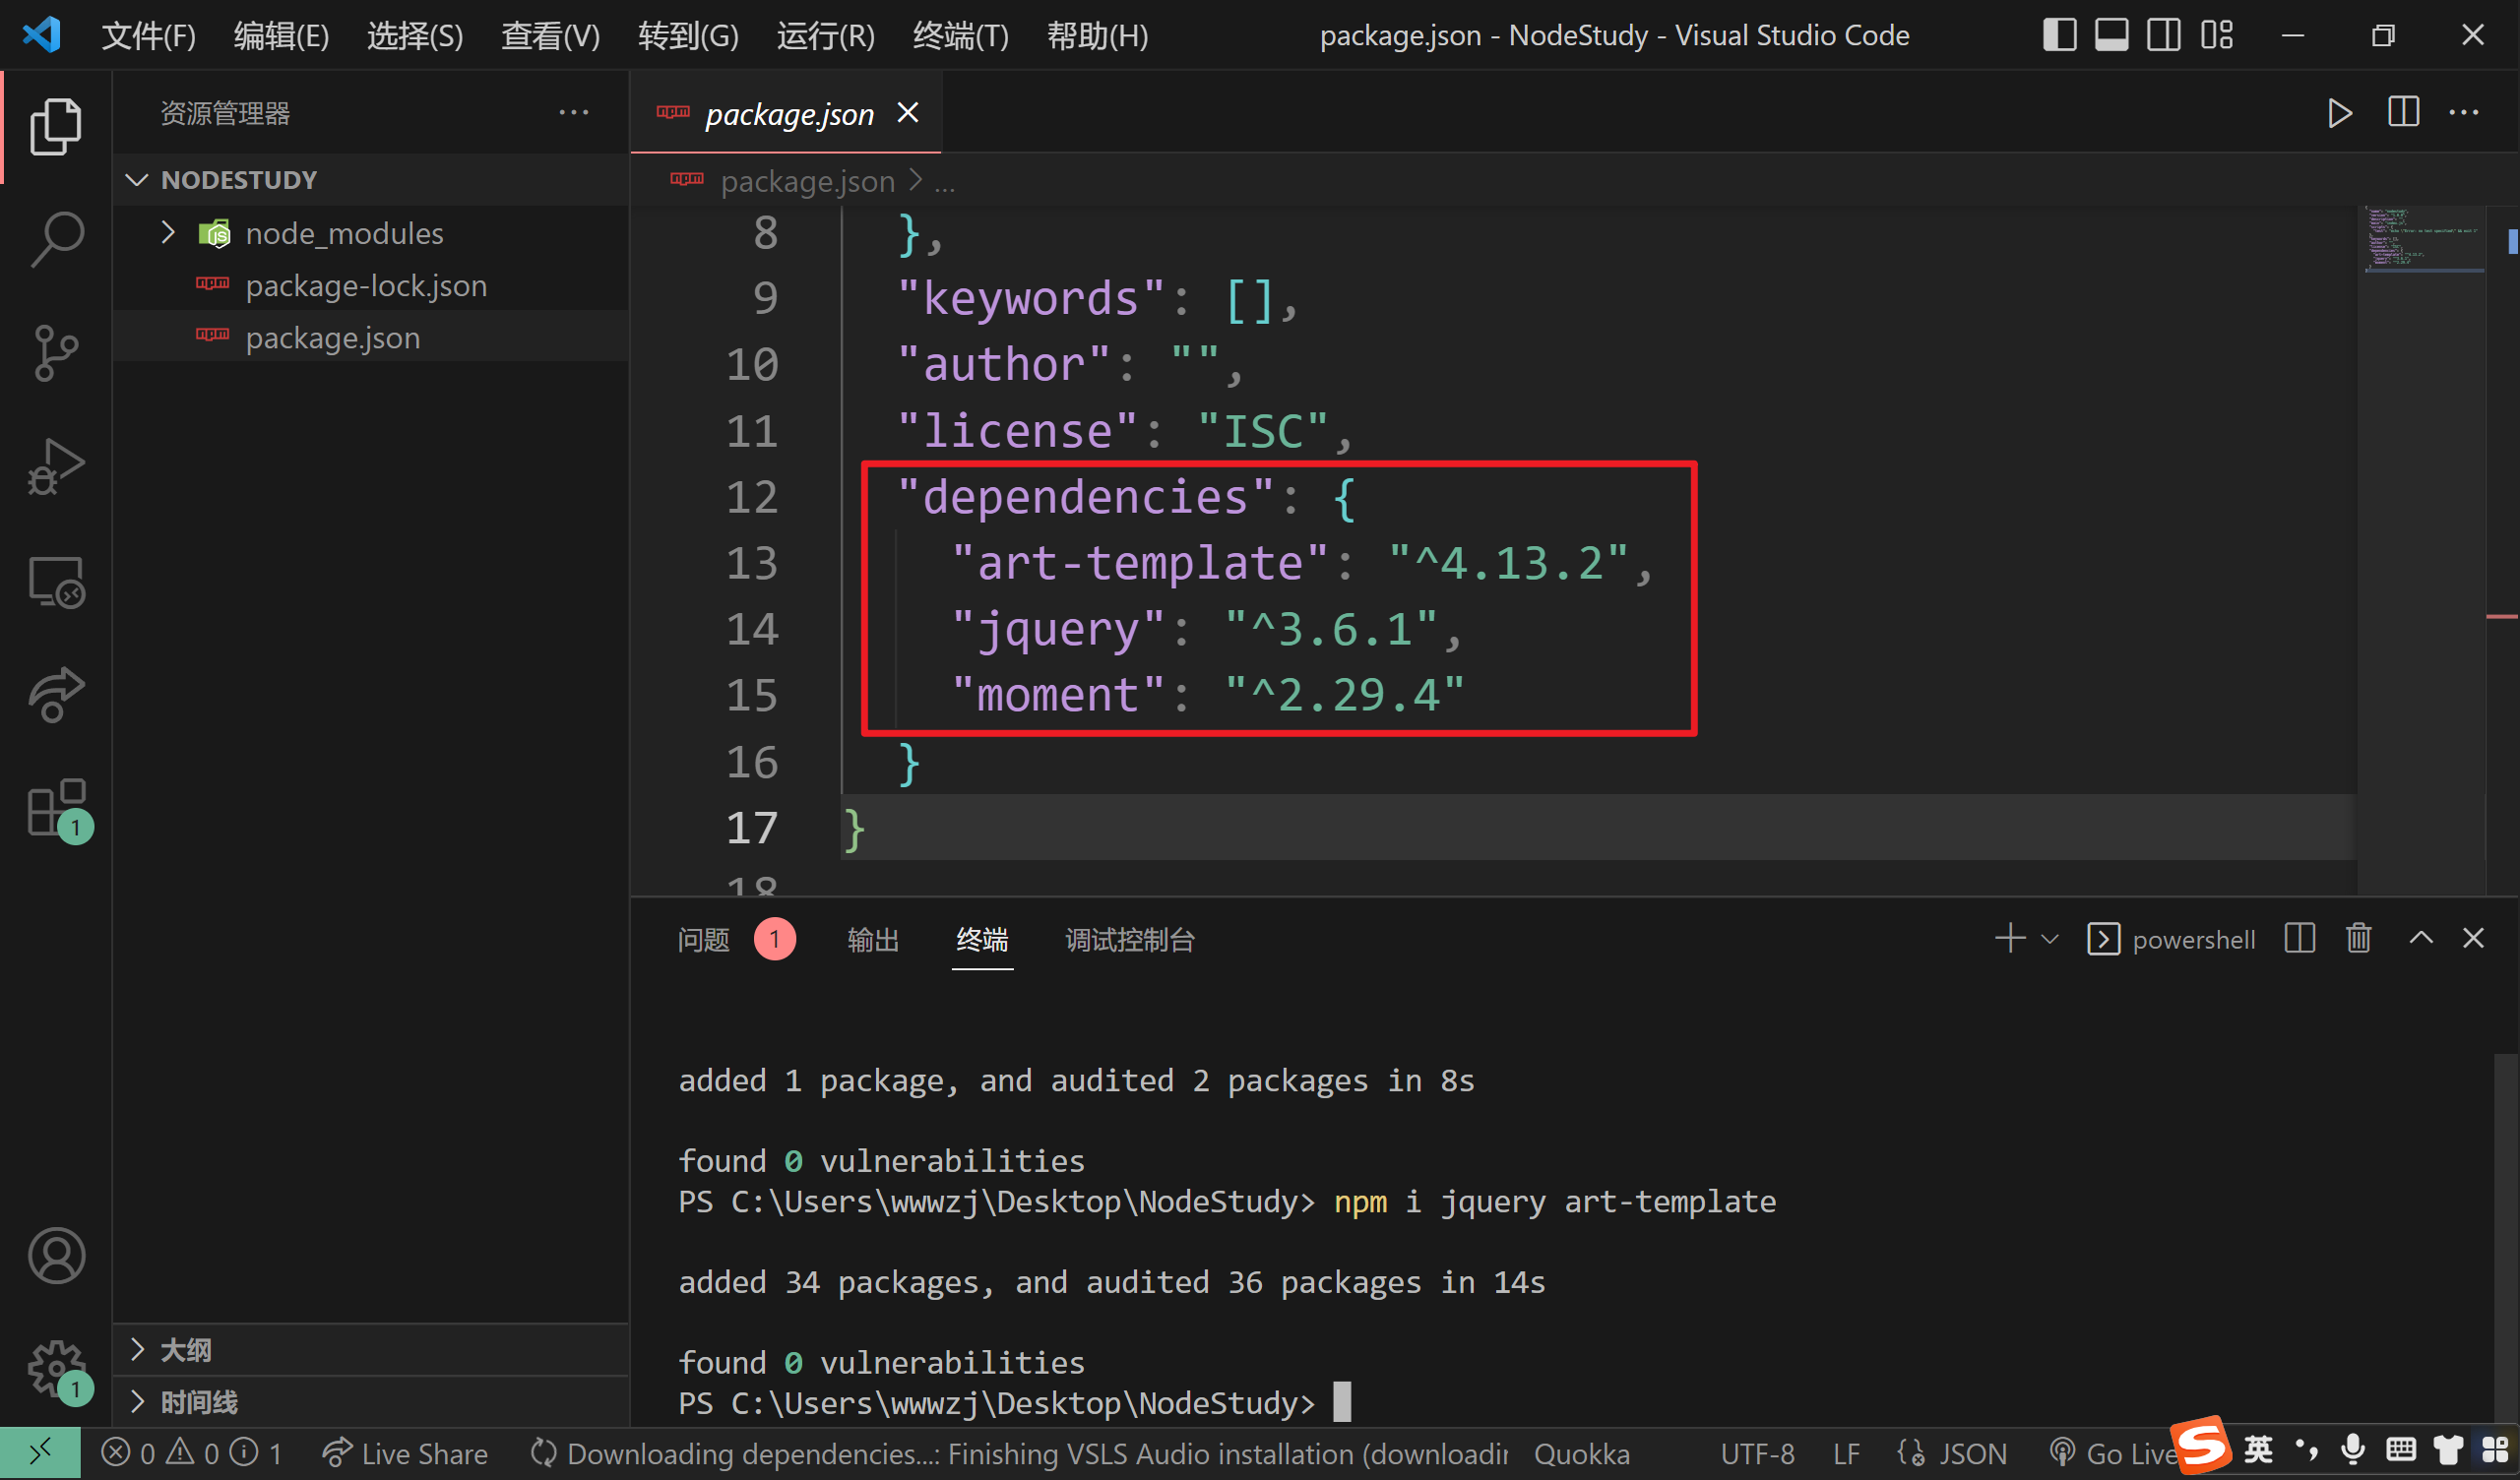 文件(F) 编辑(E) 选择(S) 查看(V) 转到(G) 运行(R) 终端(T) 帮助(H) package.json - NodeStudy - Visual Studio Code
资源管理器
package.json
NODESTUDY
node_modules
package-lock.json
package.json
package.json > ...
8 },
9 "keywords": [],
10 "author": "",
11 "license": "ISC",
12 "dependencies": {
13 "art-template": "^4.13.2",
14 "jquery": "^3.6.1",
15 "moment": "^2.29.4"
16 }
17 }
18
1
问题 1 输出 终端 调试控制台 powershell
added 1 package, and audited 2 packages in 8s
found 0 vulnerabilities
PS C:\Users\wwwzj\Desktop\NodeStudy> npm i jquery art-template
added 34 packages, and audited 36 packages in 14s
found 0 vulnerabilities
PS C:\Users\wwwzj\Desktop\NodeStudy>
大纲
时间线
1
0 0 1 Live Share Downloading dependencies...: Finishing VSLS Audio installation (downloadin Quokka UTF-8 LF JSON Go Live 英